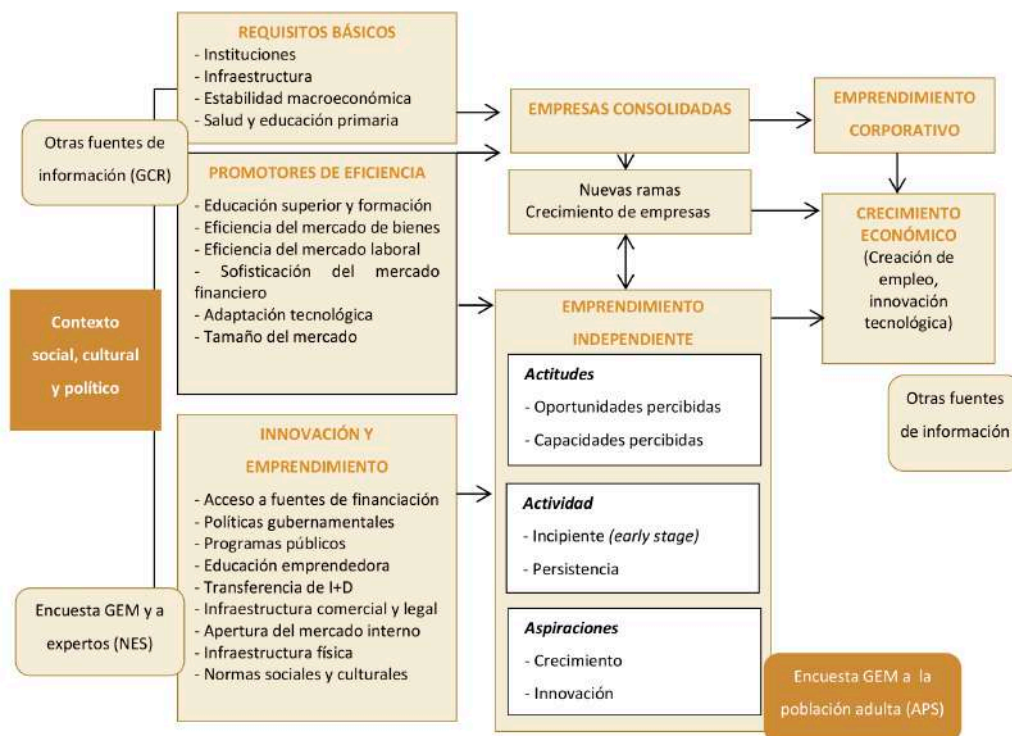 REQUISITOS BÁSICOS
- Instituciones
- Infraestructura
- Estabilidad macroeconómica
- Salud y educación primaria
Otras fuentes de
información (GCR)
PROMOTORES DE EFICIENCIA
- Educación superior y formación
- Eficiencia del mercado de bienes
- Eficiencia del mercado laboral
- Sofisticación del mercado
financiero
- Adaptación tecnológica
- Tamaño del mercado
Contexto
social, cultural
y político
INNOVACIÓN Y
EMPRENDIMIENTO
- Acceso a fuentes de financiación
- Políticas gubernamentales
- Programas públicos
- Educación emprendedora
- Transferencia de I+D
- Infraestructura comercial y legal
- Apertura del mercado interno
- Infraestructura física
- Normas sociales y culturales
Encuesta GEM y a
expertos (NES)
EMPRESAS CONSOLIDADAS
Nuevas ramas
Crecimiento de empresas
EMPRENDIMIENTO
INDEPENDIENTE
Actitudes
- Oportunidades percibidas
- Capacidades percibidas
Actividad
- Incipiente (early stage)
- Persistencia
Aspiraciones
- Crecimiento
- Innovación
EMPRENDIMIENTO
CORPORATIVO
CRECIMIENTO
ECONÓMICO
(Creación de
empleo,
innovación
tecnológica)
Otras fuentes
de información
Encuesta GEM a la
población adulta (APS)